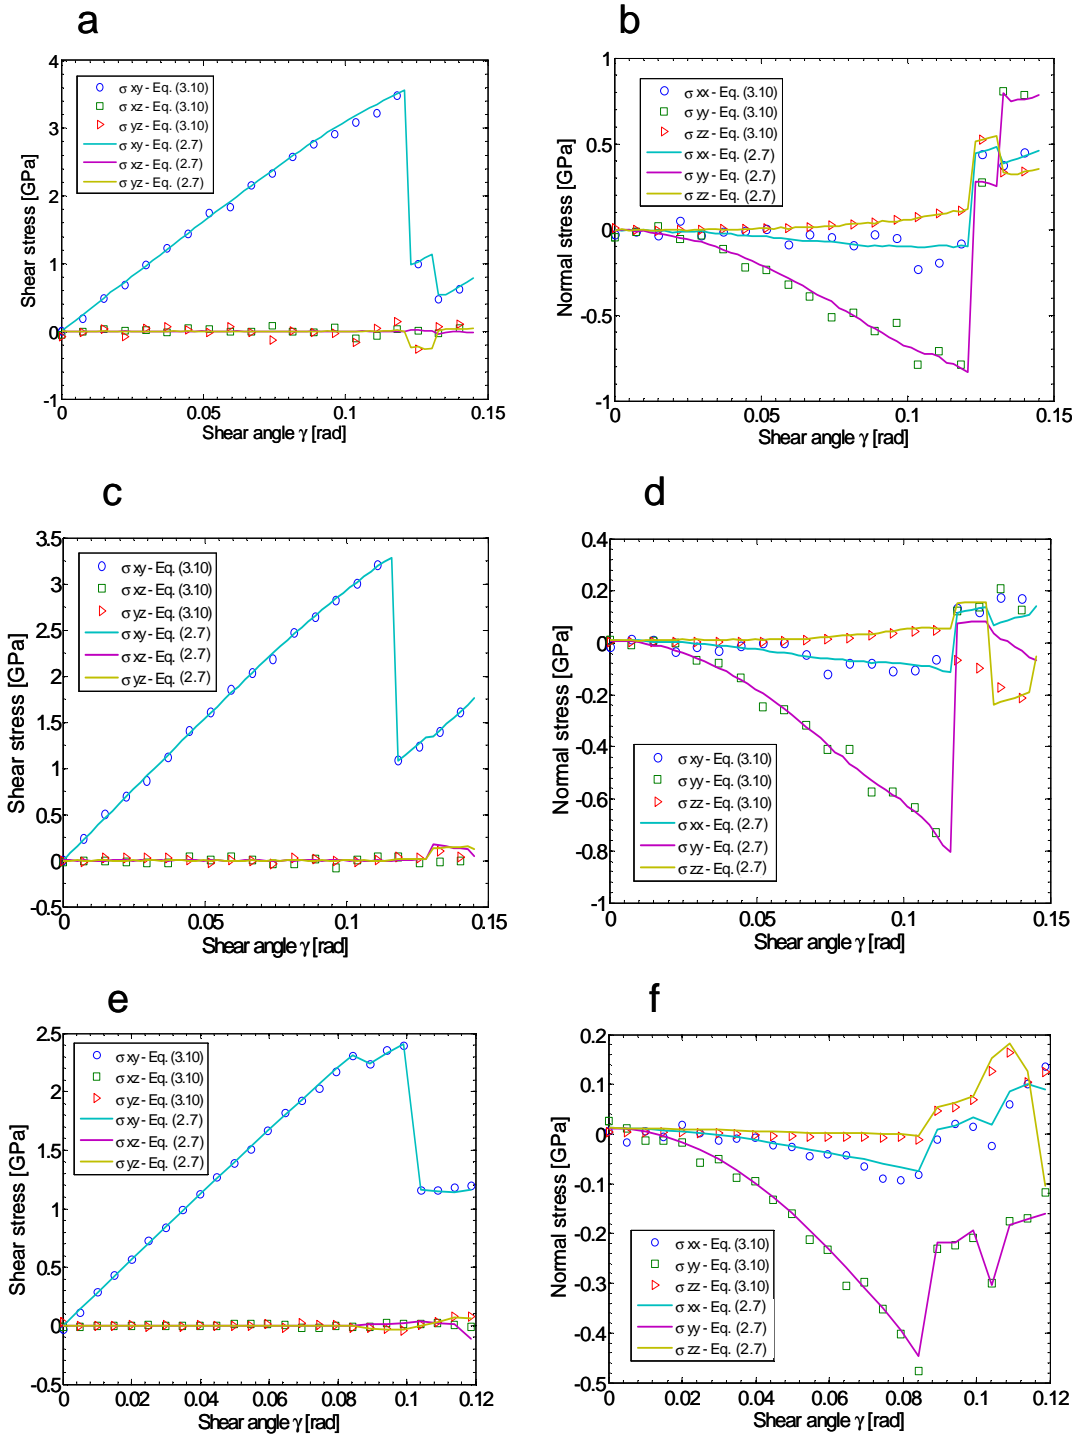 a
4
3
2
1
0
-1
0
0.05
0.1
0.15
Shear stress [GPa]
Shear angle γ [rad]
σ xy - Eq. (3.10)
σ xz - Eq. (3.10)
σ yz - Eq. (3.10)
σ xy - Eq. (2.7)
σ xz - Eq. (2.7)
σ yz - Eq. (2.7)
b
1
0.5
0
-0.5
-1
0
0.05
0.1
0.15
Normal stress [GPa]
Shear angle γ [rad]
σ xx - Eq. (3.10)
σ yy - Eq. (3.10)
σ zz - Eq. (3.10)
σ xx - Eq. (2.7)
σ yy - Eq. (2.7)
σ zz - Eq. (2.7)
c
3.5
3
2.5
2
1.5
1
0.5
0
-0.5
0
0.05
0.1
0.15
Shear stress [GPa]
Shear angle γ [rad]
σ xy - Eq. (3.10)
σ xz - Eq. (3.10)
σ yz - Eq. (3.10)
σ xy - Eq. (2.7)
σ xz - Eq. (2.7)
σ yz - Eq. (2.7)
d
0.4
0.2
0
-0.2
-0.4
-0.6
-0.8
-1
0
0.05
0.1
0.15
Normal stress [GPa]
Shear angle γ [rad]
σ xy - Eq. (3.10)
σ yy - Eq. (3.10)
σ zz - Eq. (3.10)
σ xx - Eq. (2.7)
σ yy - Eq. (2.7)
σ zz - Eq. (2.7)
e
2.5
2
1.5
1
0.5
0
-0.5
0
0.02
0.04
0.06
0.08
0.1
0.12
Shear stress [GPa]
Shear angle γ [rad]
σ xy - Eq. (3.10)
σ xz - Eq. (3.10)
σ yz - Eq. (3.10)
σ xy - Eq. (2.7)
σ xz - Eq. (2.7)
σ yz - Eq. (2.7)
f
0.2
0.1
0
-0.1
-0.2
-0.3
-0.4
-0.5
0
0.02
0.04
0.06
0.08
0.1
0.12
Normal stress [GPa]
Shear angle γ [rad]
σ xx - Eq. (3.10)
σ yy - Eq. (3.10)
σ zz - Eq. (3.10)
σ xx - Eq. (2.7)
σ yy - Eq. (2.7)
σ zz - Eq. (2.7)